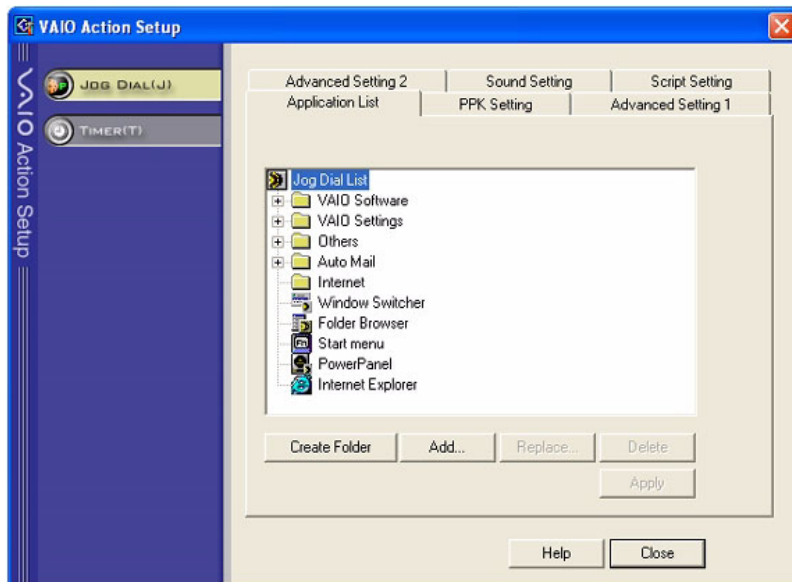 VAIO Action Setup
JOG DIAL(J)
TIMER(T)
VAIO Action Setup
Advanced Setting 2
Sound Setting
Script Setting
Application List
PPK Setting
Advanced Setting 1
Jog Dial List
VAIO Software
VAIO Settings
Others
Auto Mail
Internet
Window Switcher
Folder Browser
Start menu
PowerPanel
Internet Explorer
Create Folder
Add...
Replace...
Delete
Apply
Help
Close